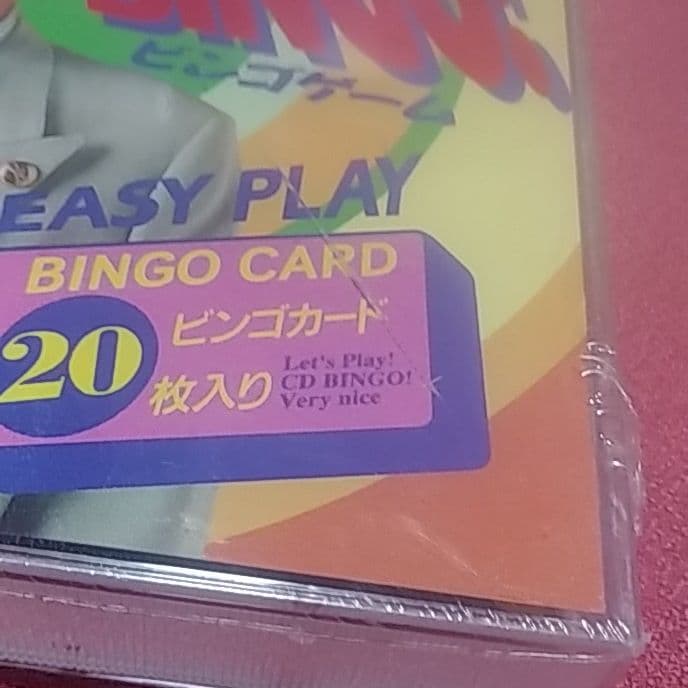 BINGO!
ビンゴゲーム
EASY PLAY
BINGO CARD
20
ビンゴカード
枚入り
Let's Play!
CD BINGO!
Very nice